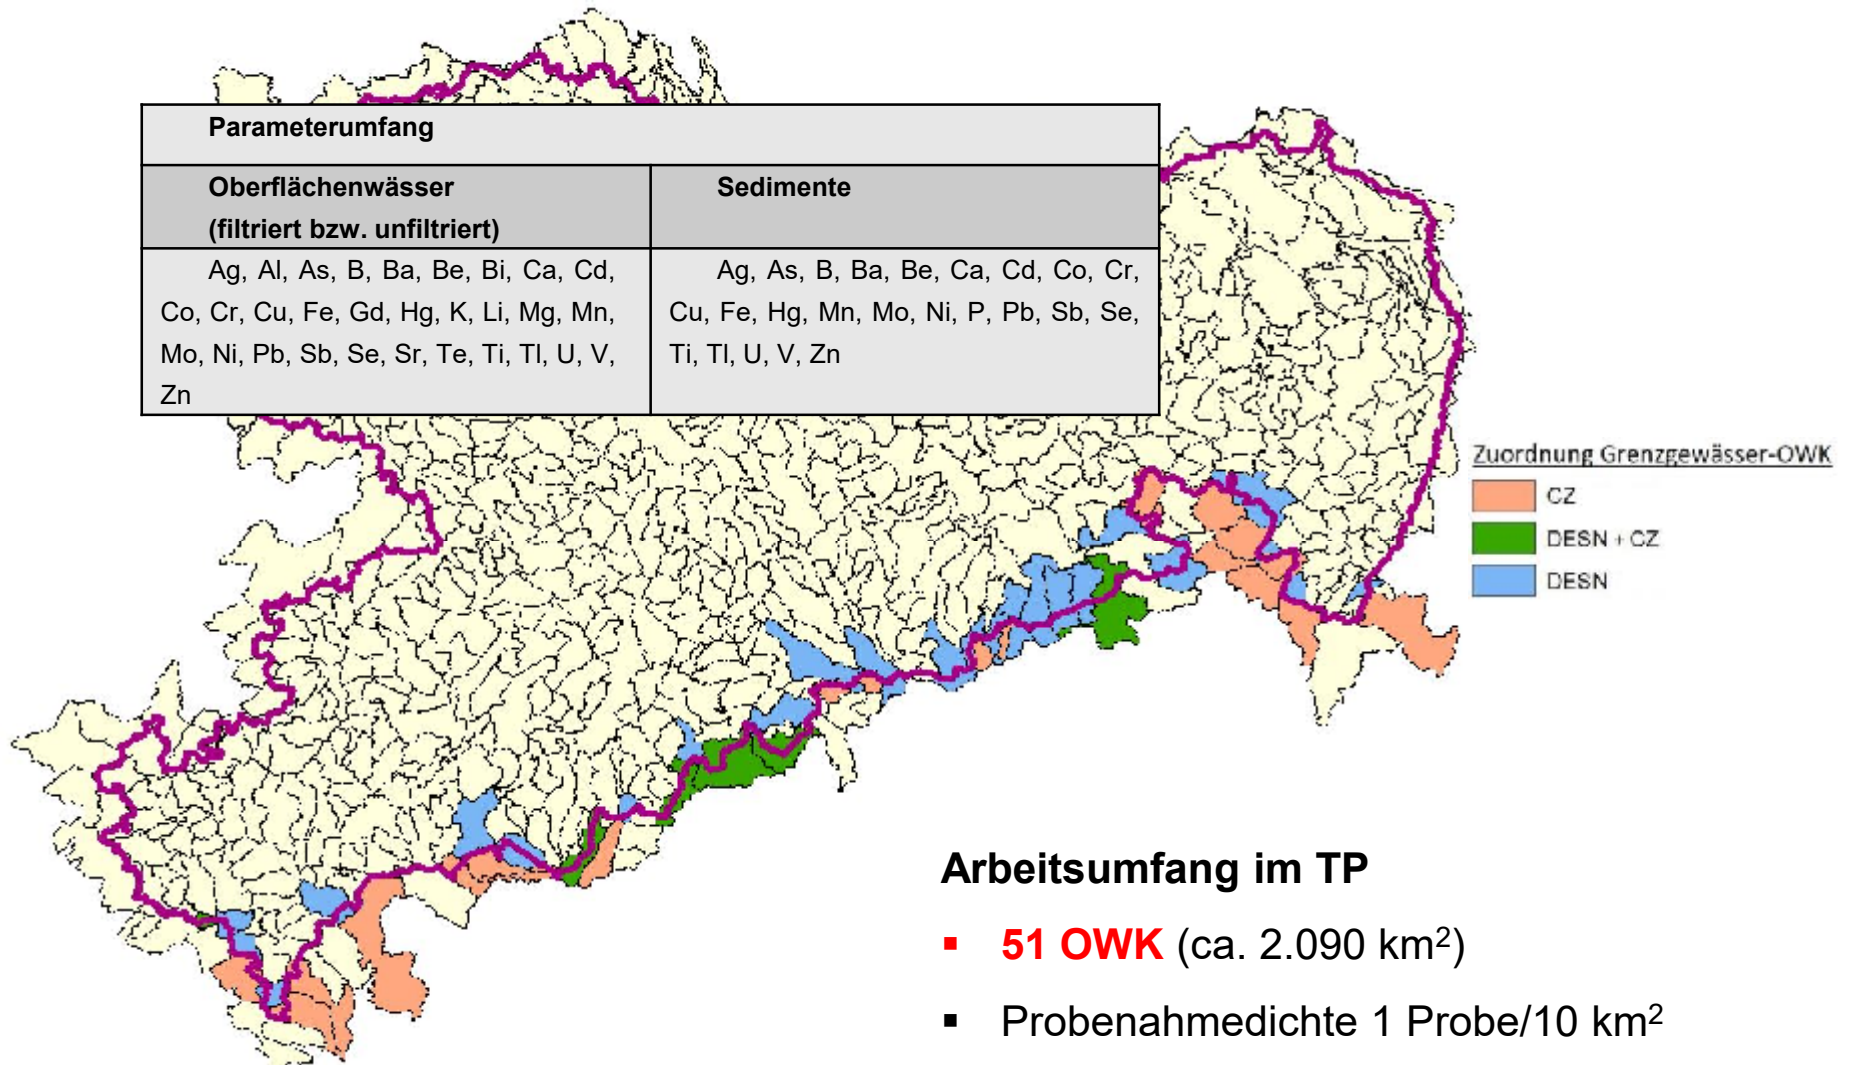 Parameterumfang
Oberflächenwässer
(filtriert bzw. unfiltriert)
Sedimente
Ag, Al, As, B, Ba, Be, Bi, Ca, Cd,
Co, Cr, Cu, Fe, Gd, Hg, K, Li, Mg, Mn,
Mo, Ni, Pb, Sb, Se, Sr, Te, Ti, Tl, U, V,
Zn
Ag, As, B, Ba, Be, Ca, Cd, Co, Cr,
Cu, Fe, Hg, Mn, Mo, Ni, P, Pb, Sb, Se,
Ti, Tl, U, V, Zn
Zuordnung Grenzgewässer-OWK
CZ
DESN + CZ
DESN
Arbeitsumfang im TP
▪ 51 OWK (ca. 2.090 km²)
▪ Probenahmedichte 1 Probe/10 km²